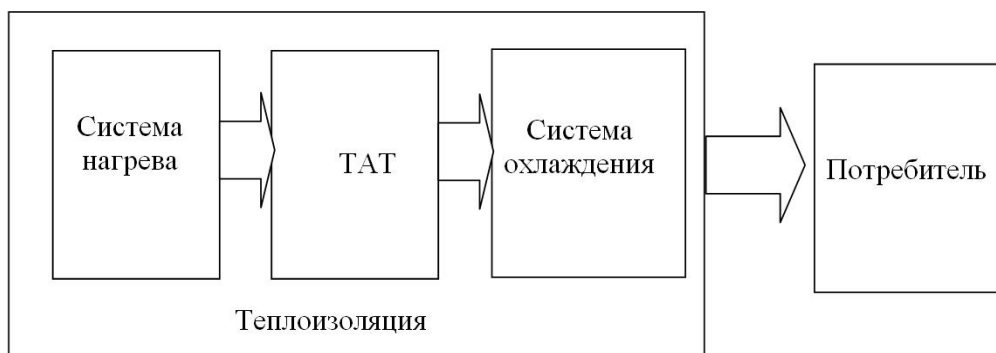 Система
нагрева
ТАТ
Система
охлаждения
Потребитель
Теплоизоляция